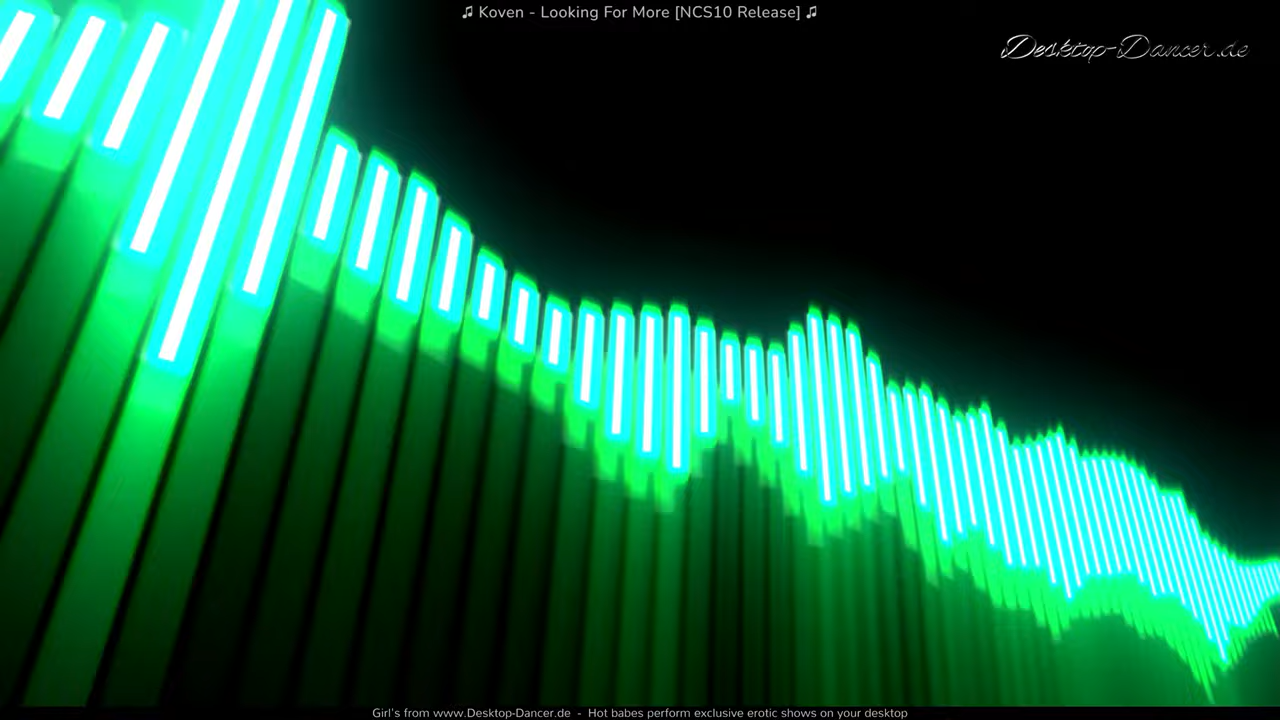 ♫ Koven - Looking For More [NCS10 Release] ♫
Desktop-Dancer.de
Girl's from www.Desktop-Dancer.de - Hot babes perform exclusive erotic shows on your desktop